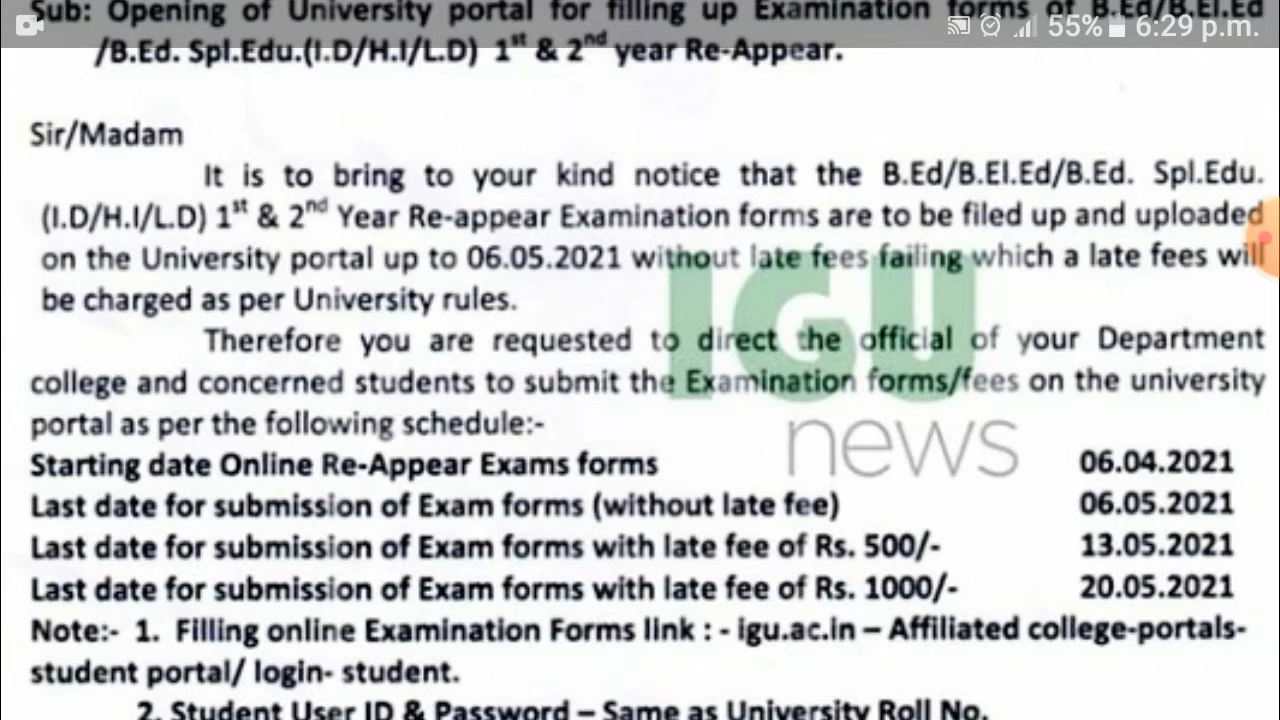 Sub: Opening of University portal for filling up Examination forms of B.Ed/B.El.Ed
55% 6:29 p.m.
/B.Ed. Spl.Edu.(I.D/H.I/L.D) 1st & 2nd year Re-Appear.
Sir/Madam
It is to bring to your kind notice that the B.Ed/B.El.Ed/B.Ed. Spl.Edu.
(I.D/H.I/L.D) 1st & 2nd Year Re-appear Examination forms are to be filed up and uploaded
on the University portal up to 06.05.2021 without late fees failing which a late fees will
be charged as per University rules.
Therefore you are requested to direct the official of your Department
college and concerned students to submit the Examination forms/fees on the university
portal as per the following schedule:-
IGU
news
Starting date Online Re-Appear Exams forms 06.04.2021
Last date for submission of Exam forms (without late fee) 06.05.2021
Last date for submission of Exam forms with late fee of Rs. 500/- 13.05.2021
Last date for submission of Exam forms with late fee of Rs. 1000/- 20.05.2021
Note:- 1. Filling online Examination Forms link : - igu.ac.in – Affiliated college-portals-
student portal/ login- student.
2. Student User ID & Password – Same as University Roll No.